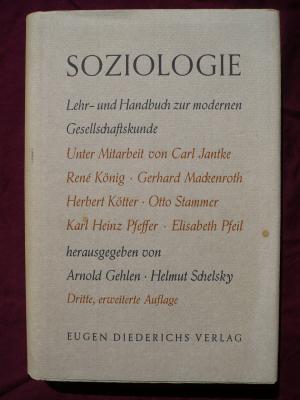 SOZIOLOGIE
Lehr- und Handbuch zur modernen
Gesellschaftskunde
Unter Mitarbeit von Carl Jantke
René König · Gerhard Mackenroth
Herbert Kötter · Otto Stammer
Karl Heinz Pfeffer · Elisabeth Pfeil
herausgegeben von
Arnold Gehlen · Helmut Schelsky
Dritte, erweiterte Auflage
EUGEN DIEDERICHS VERLAG